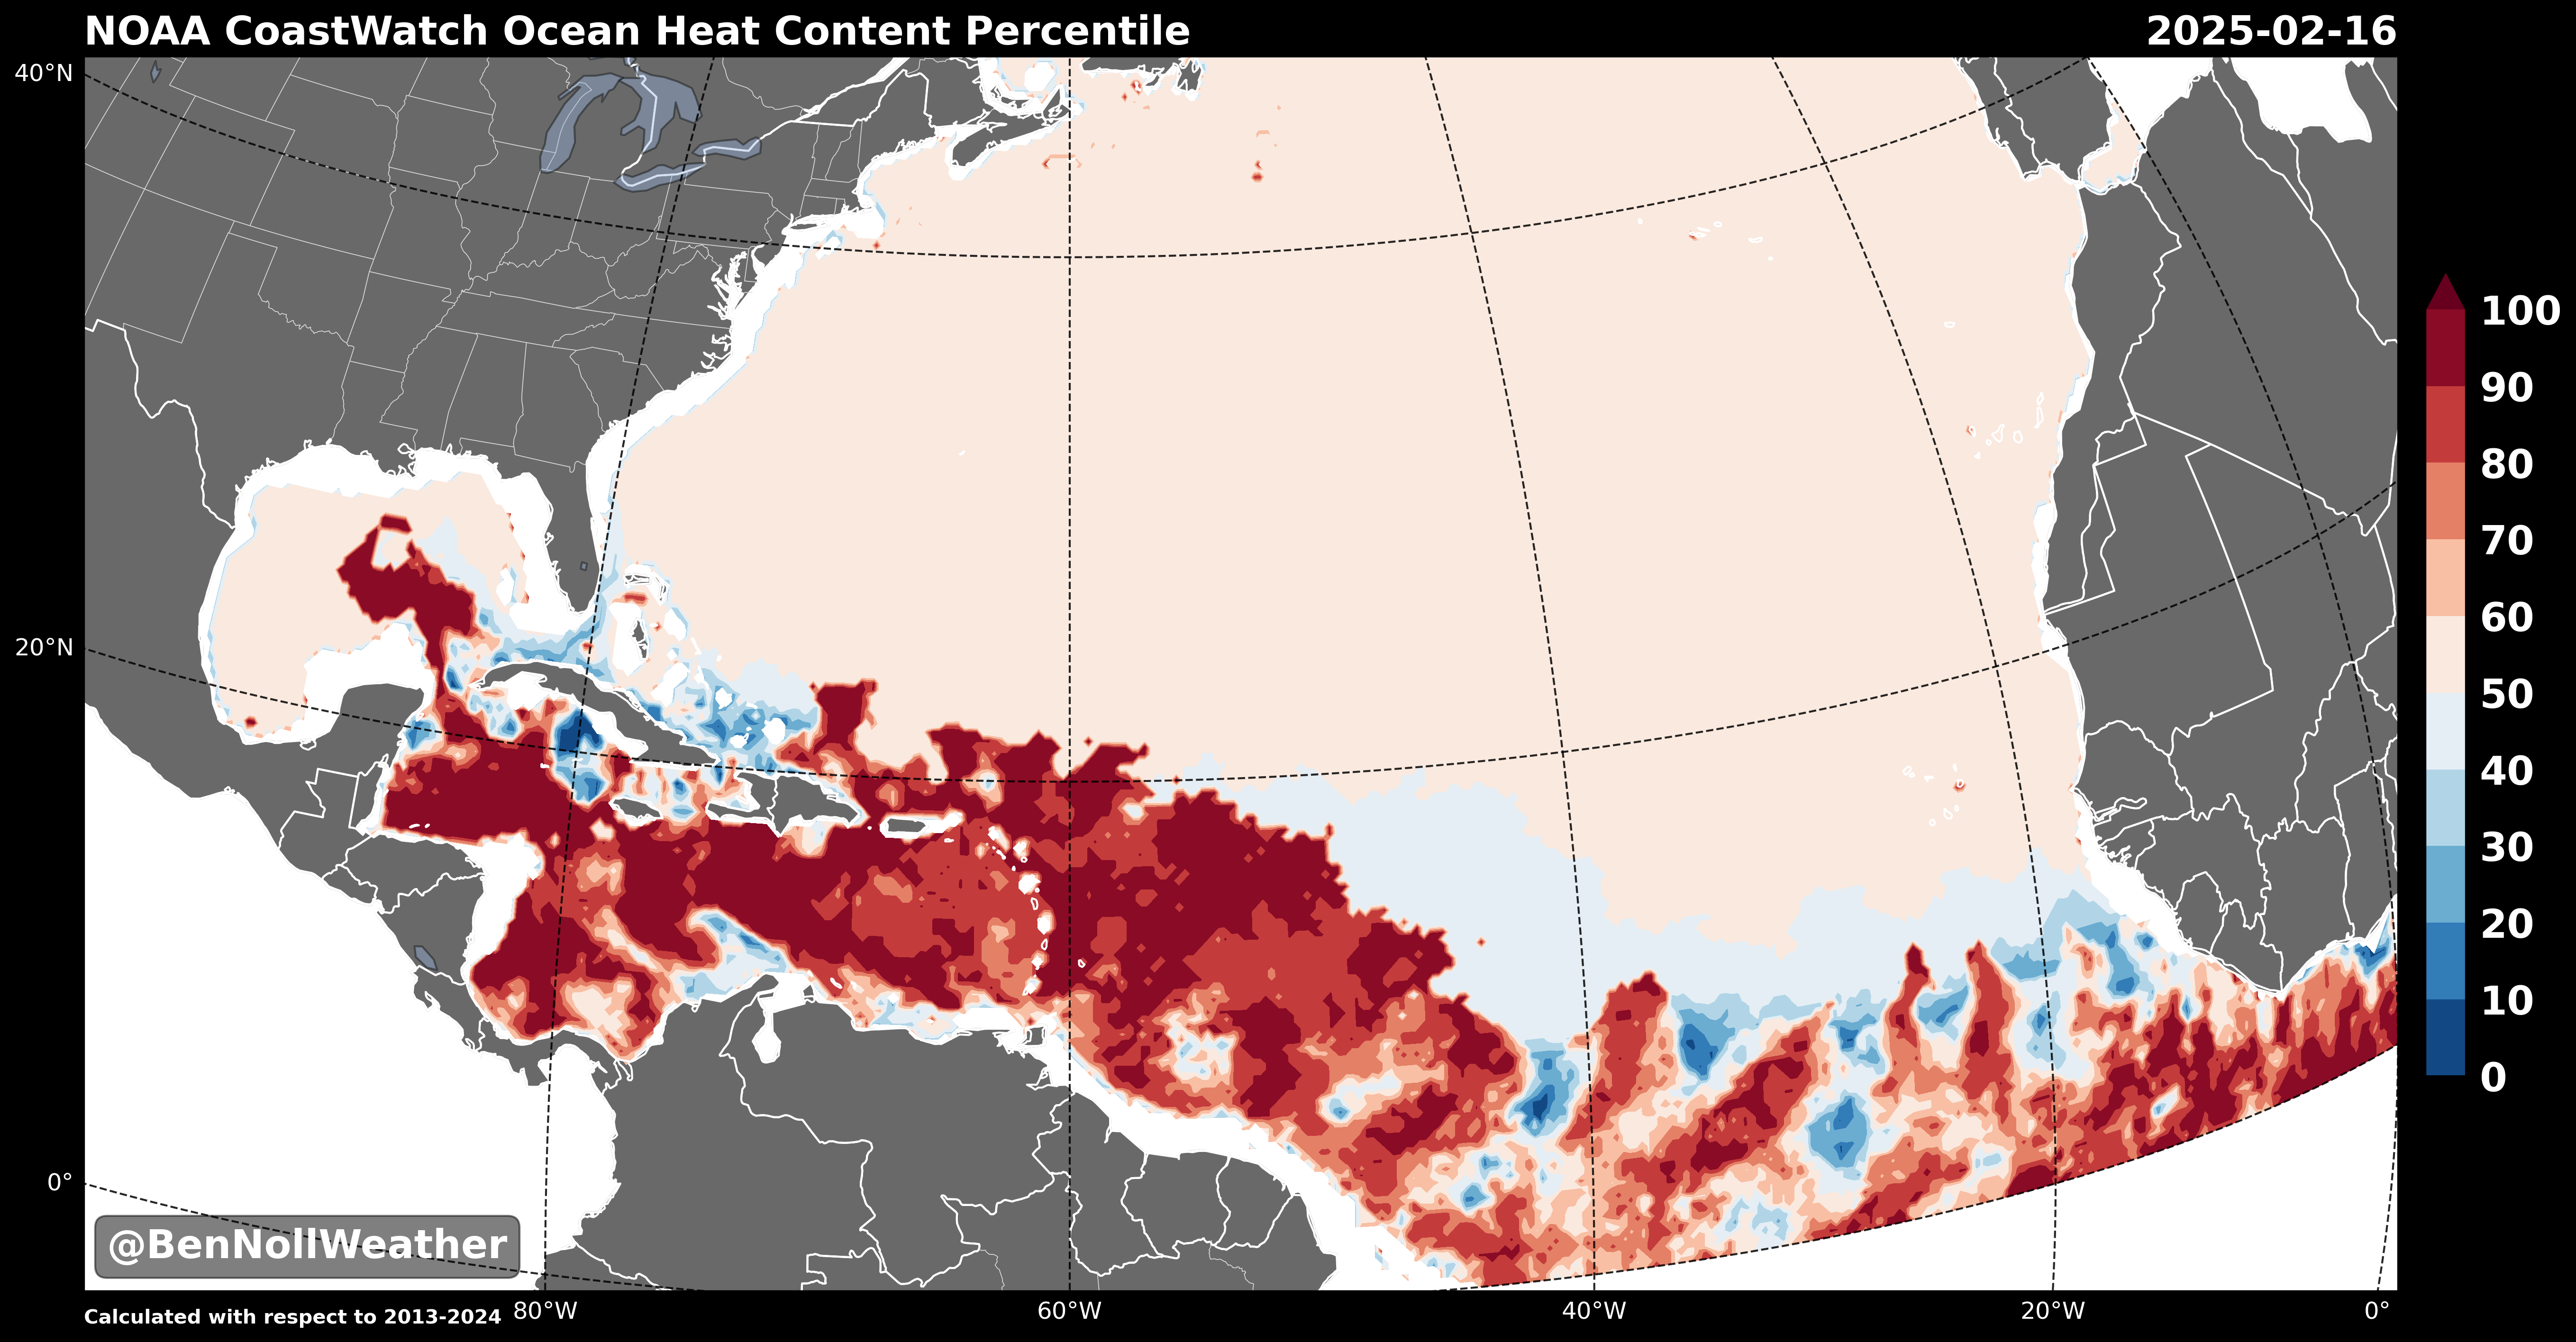 NOAA CoastWatch Ocean Heat Content Percentile
2025-02-16
40°N
20°N
0°
100
90
80
70
60
50
40
30
20
10
0
@BenNollWeather
Calculated with respect to 2013-2024
80°W
60°W
40°W
20°W
0°